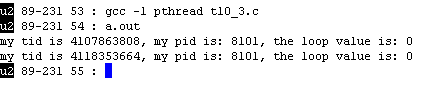 u2 89-231 53 : gcc -l pthread t10_3.c
u2 89-231 54 : a.out
my tid is 4107863808, my pid is: 8101, the loop value is: 0
my tid is 4118353664, my pid is: 8101, the loop value is: 0
u2 89-231 55 :